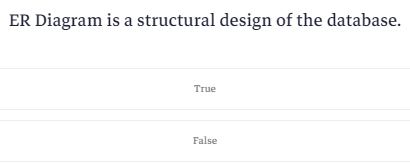 ER Diagram is a structural design of the database.
True
False